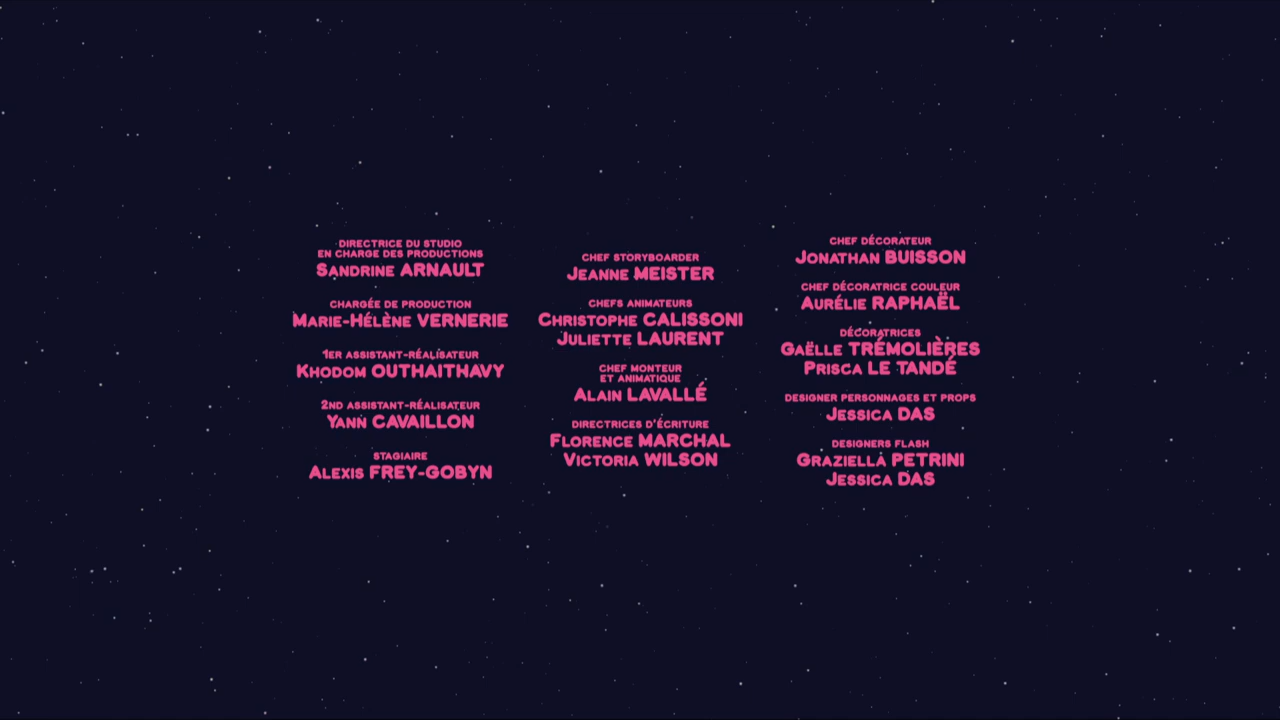 DIRECTRICE DU STUDIO
EN CHARGE DES PRODUCTIONS
SANDRINE ARNAULT
CHARGÉE DE PRODUCTION
MARIE-HÉLÈNE VERNERIE
1ER ASSISTANT-RÉALISATEUR
KHODOM OUTHAITHAVY
2ND ASSISTANT-RÉALISATEUR
YANN CAVAILLON
STAGIAIRE
ALEXIS FREY-GOBYN
CHEF STORYBOARDER
JEANNE MEISTER
CHEFS ANIMATEURS
CHRISTOPHE CALISSONI
JULIETTE LAURENT
CHEF MONTEUR
ET ANIMATIQUE
ALAIN LAVALLÉ
DIRECTRICES D'ÉCRITURE
FLORENCE MARCHAL
VICTORIA WILSON
CHEF DÉCORATEUR
JONATHAN BUISSON
CHEF DÉCORATRICE COULEUR
AURÉLIE RAPHAËL
DÉCORATRICES
GAËLLE TRÉMOLIÈRES
PRISCA LE TANDÉ
DESIGNER PERSONNAGES ET PROPS
JESSICA DAS
DESIGNERS FLASH
GRAZIELLA PETRINI
JESSICA DAS